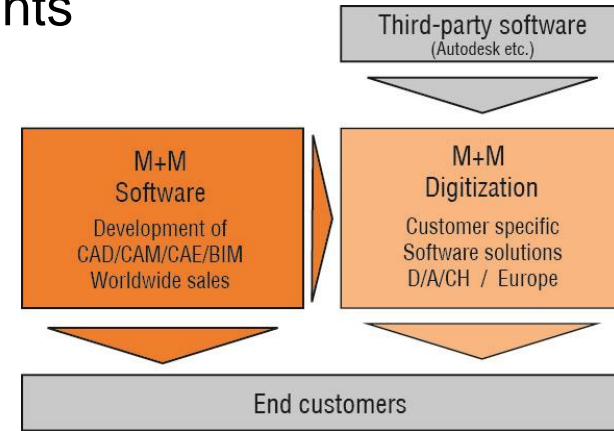 Third-party software
(Autodesk etc.)
M+M
Software
Development of
CAD/CAM/CAE/BIM
Worldwide sales
M+M
Digitization
Customer specific
Software solutions
D/A/CH / Europe
End customers